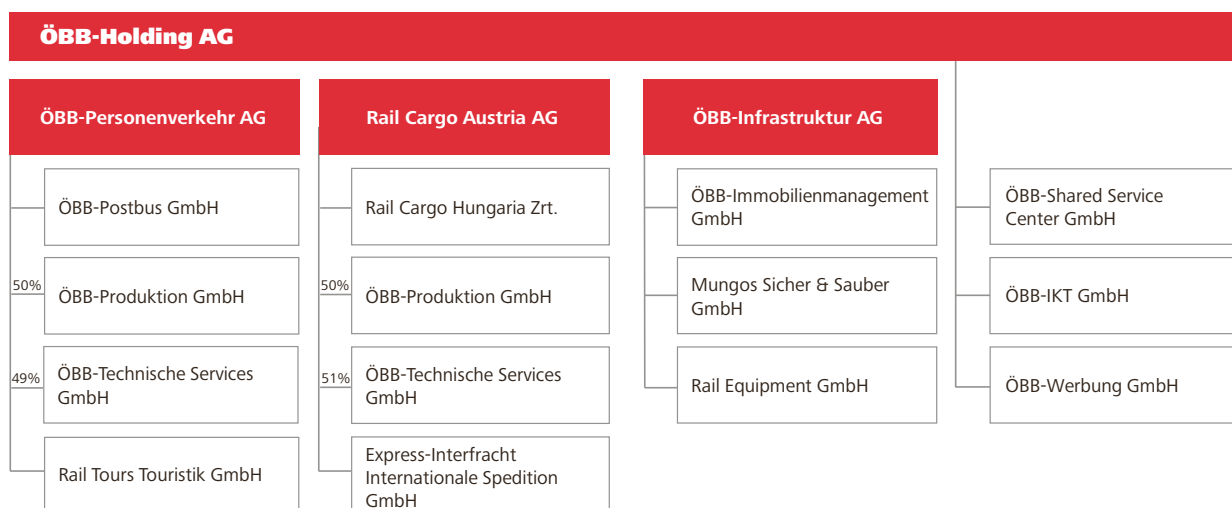 ÖBB-Holding AG
ÖBB-Personenverkehr AG
ÖBB-Postbus GmbH
50%
ÖBB-Produktion GmbH
49%
ÖBB-Technische Services
GmbH
Rail Tours Touristik GmbH
Rail Cargo Austria AG
Rail Cargo Hungaria Zrt.
50%
ÖBB-Produktion GmbH
51%
ÖBB-Technische Services
GmbH
Express-Interfracht
Internationale Spedition
GmbH
ÖBB-Infrastruktur AG
ÖBB-Immobilienmanagement
GmbH
Mungos Sicher & Sauber
GmbH
Rail Equipment GmbH
ÖBB-Shared Service
Center GmbH
ÖBB-IKT GmbH
ÖBB-Werbung GmbH